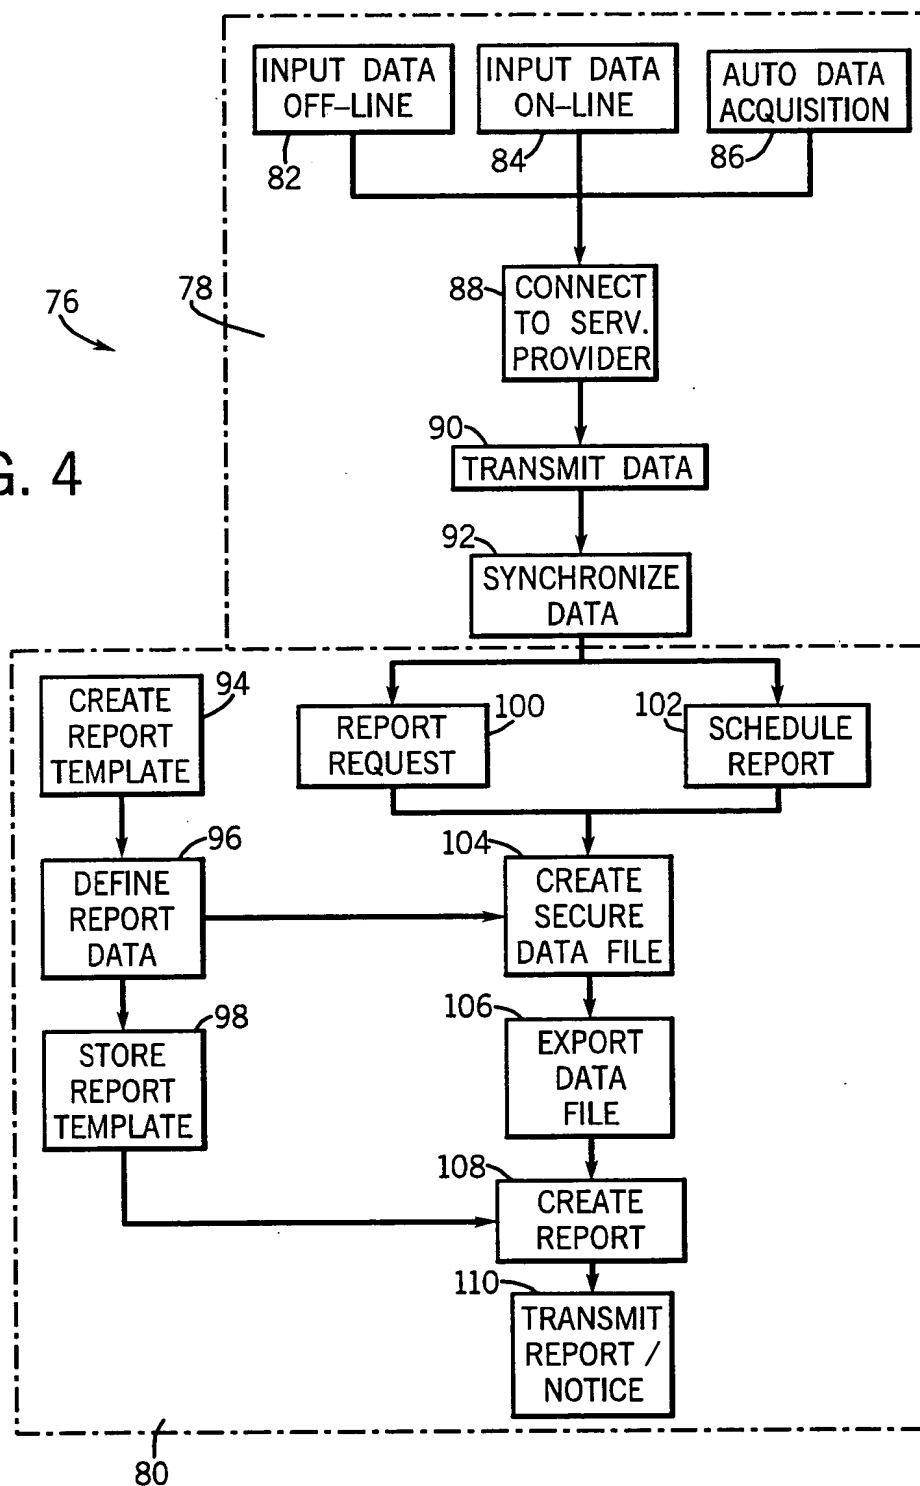 INPUT DATA
OFF-LINE
82
INPUT DATA
ON-LINE
84
AUTO DATA
ACQUISITION
86
76
78
88
CONNECT
TO SERV.
PROVIDER
G. 4
90
TRANSMIT DATA
92
SYNCHRONIZE
DATA
94
CREATE
REPORT
TEMPLATE
100
REPORT
REQUEST
102
SCHEDULE
REPORT
96
DEFINE
REPORT
DATA
104
CREATE
SECURE
DATA FILE
98
STORE
REPORT
TEMPLATE
106
EXPORT
DATA
FILE
108
CREATE
REPORT
110
TRANSMIT
REPORT /
NOTICE
80